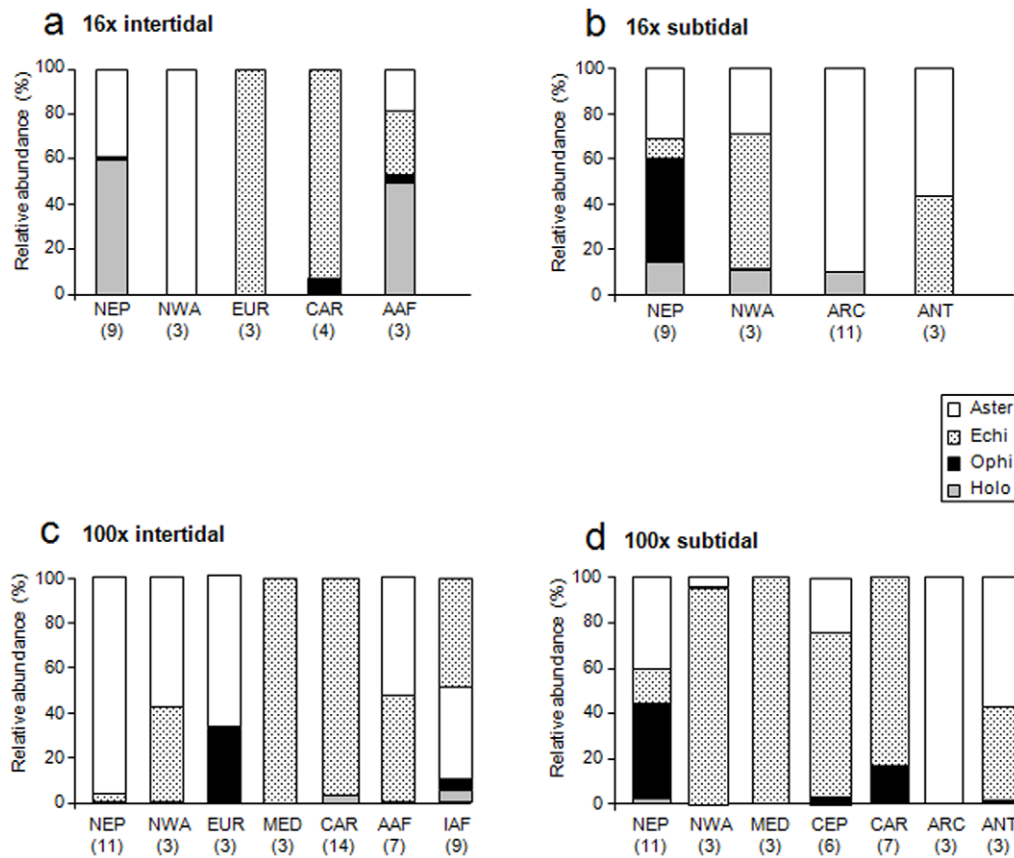 a 16x intertidal
Relative abundance (%)
100
80
60
40
20
0
NEP NWA EUR CAR AAF
(9) (3) (3) (4) (3)
b 16x subtidal
Relative abundance (%)
100
80
60
40
20
0
NEP NWA ARC ANT
(9) (3) (11) (3)
Aster
Echi
Ophi
Holo
c 100x intertidal
Relative abundance (%)
100
80
60
40
20
0
NEP NWA EUR MED CAR AAF IAF
(11) (3) (3) (3) (14) (7) (9)
d 100x subtidal
Relative abundance (%)
100
80
60
40
20
0
NEP NWA MED CEP CAR ARC ANT
(11) (3) (3) (6) (7) (3) (3)